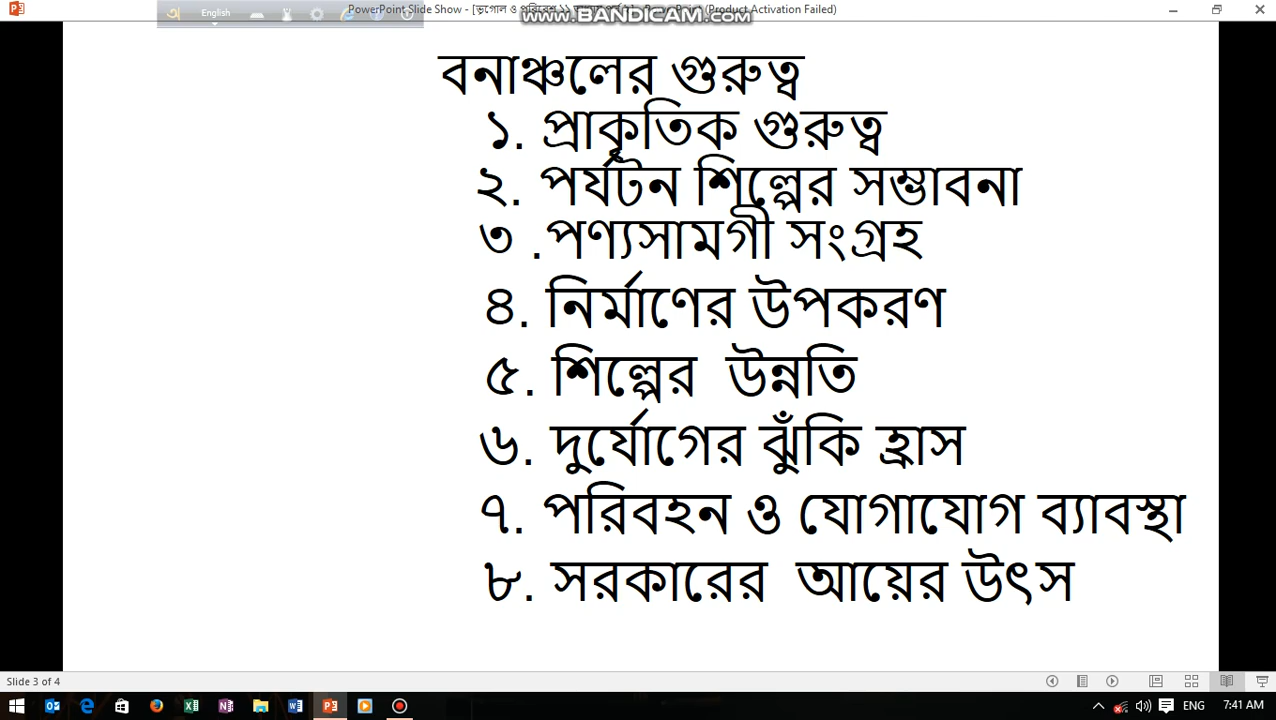 English
PowerPoint Slide Show - [ভূগোল ও পরিবেশ ১১
(Product Activation Failed)
www.BANDICAM.com
বনাঞ্চলের গুরুত্ব
১. প্রাকৃতিক গুরুত্ব
২. পর্যটন শিল্পের সম্ভাবনা
৩ .পণ্যসামগী সংগ্রহ
৪. নির্মাণের উপকরণ
৫. শিল্পের উন্নতি
৬. দুর্যোগের ঝুঁকি হ্রাস
৭. পরিবহন ও যোগাযোগ ব্যাবস্থা
৮. সরকারের আয়ের উৎস
Slide 3 of 4
ENG
7:41 AM